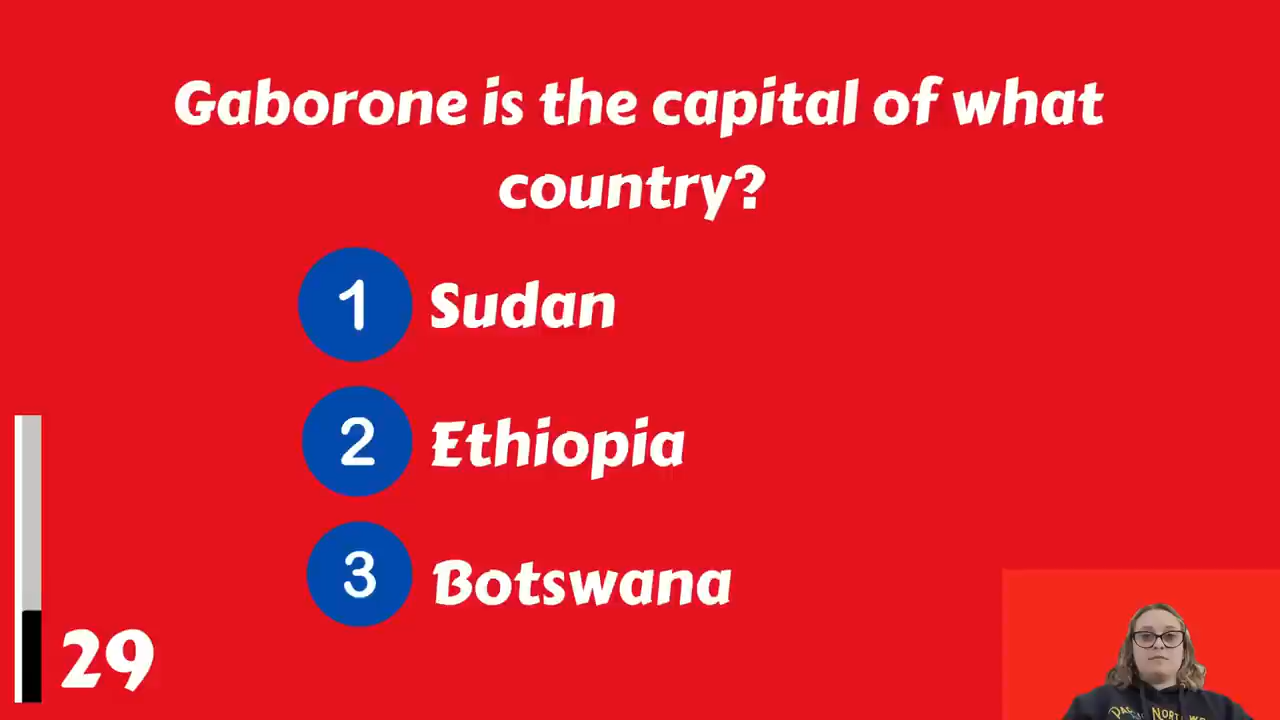 Gaborone is the capital of what
country?
1 Sudan
2 Ethiopia
3 Botswana
29